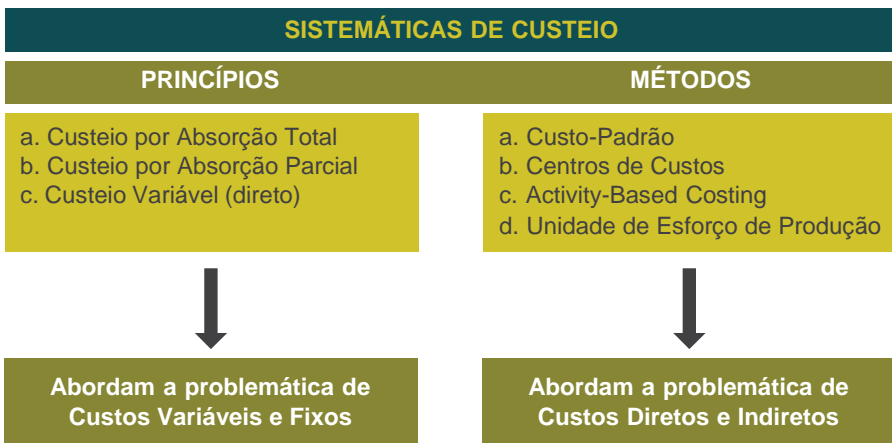 SISTEMÁTICAS DE CUSTEIO
PRINCÍPIOS
MÉTODOS
a. Custeio por Absorção Total
b. Custeio por Absorção Parcial
c. Custeio Variável (direto)
a. Custo-Padrão
b. Centros de Custos
c. Activity-Based Costing
d. Unidade de Esforço de Produção
Abordam a problemática de
Custos Variáveis e Fixos
Abordam a problemática de
Custos Diretos e Indiretos